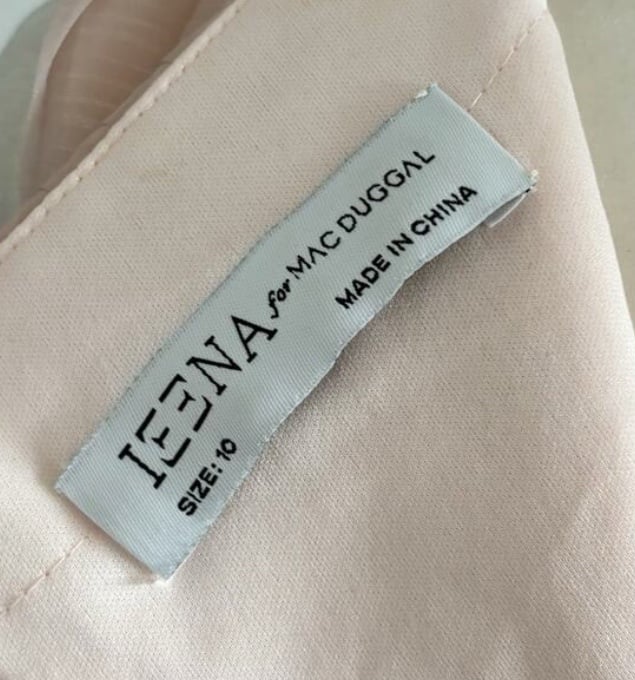 IEENA for MAC DUGGAL
SIZE: 10
MADE IN CHINA